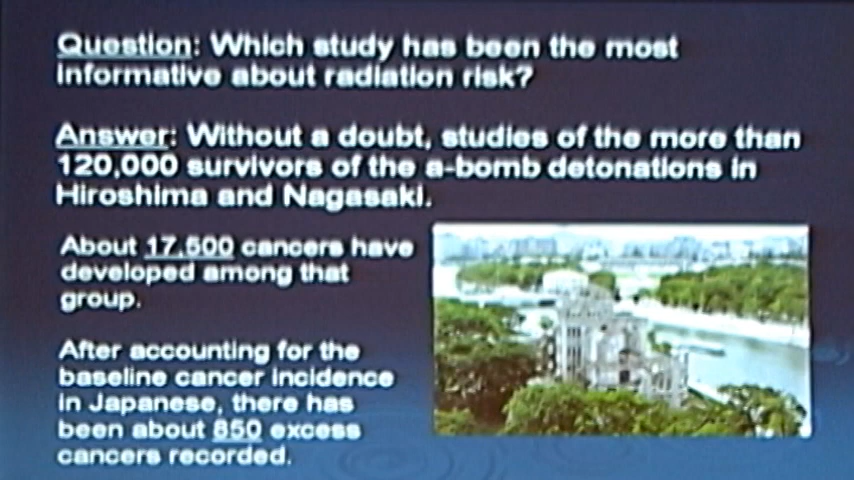 Question: Which study has been the most
informative about radiation risk?
Answer: Without a doubt, studies of the more than
120,000 survivors of the a-bomb detonations in
Hiroshima and Nagasaki.
About 17,500 cancers have
developed among that
group.
After accounting for the
baseline cancer incidence
in Japanese, there has
been about 850 excess
cancers recorded.